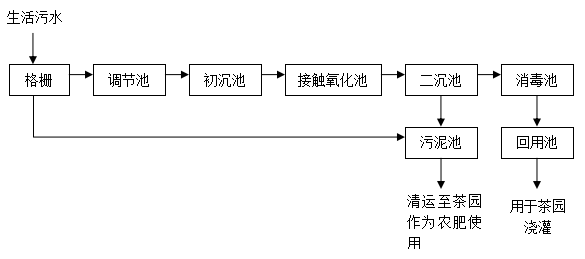 生活污水
格栅
调节池
初沉池
接触氧化池
二沉池
消毒池
污泥池
回用池
清运至茶园
作为农肥使
用
用于茶园
浇灌